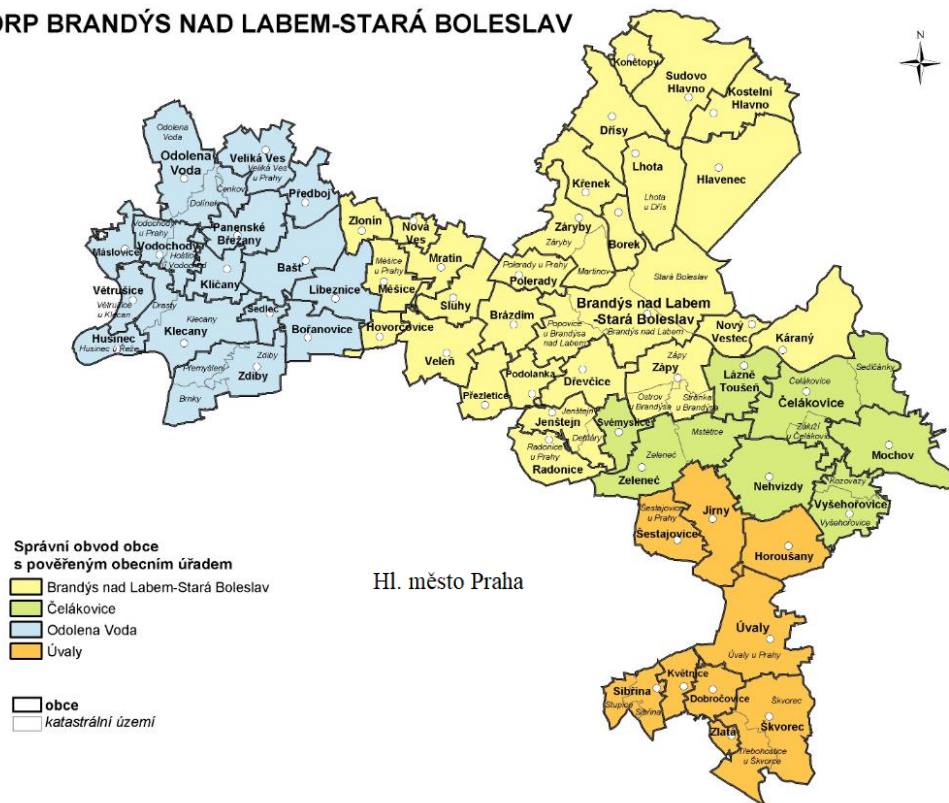 ORP BRANDÝS NAD LABEM-STARÁ BOLESLAV
N
Konětopy
Sudovo
Hlavno
Kostelní
Hlavno
Dřísy
Lhota
Lhota
u Dřís
Hlavenec
Křenek
Záryby
Záryby
Borek
Martinov
Stará Boleslav
Odolena
Voda
Odolena
Voda
Dolínek
Čenkov
Veliká Ves
Veliká Ves
u Prahy
Předboj
Panenské
Břežany
Vodochody
u Prahy
Vodochody
Hoštice
u Vodochod
Máslovice
Větrušice
Větrušice
u Klecan
Klíčany
Bašť
Líbeznice
Sedlec
Bořanovice
Drasty
Klecany
Klecany
Husinec
Husinec u Řeže
Přemyšlení
Zdiby
Zdiby
Brnky
Zlonín
Nová
Ves
Měšice
u Prahy
Měšice
Mratín
Sluhy
Hovorčovice
Veleň
Polerady u Prahy
Polerady
Brázdim
Popovice
u Brandýsa
nad Labem
Brandýs nad Labem
-Stará Boleslav
Brandýs nad Labem
Nový
Vestec
Káraný
Přezletice
Podolanka
Dřevčice
Zápy
Zápy
Ostrov
u Brandýsa
Stránka
u Brandýsa
Jenštejn
Jenštejn
Dehtáry
Radonice
u Prahy
Radonice
Svémyslice
Zeleneč
Zeleneč
Mstětice
Lázně
Toušeň
Čelákovice
Čelákovice
Sedlčánky
Záluží
u Čelákovic
Mochov
Nehvizdy
Kozovazy
Vyšehořovice
Vyšehořovice
Šestajovice
u Prahy
Šestajovice
Jirny
Horoušany
Úvaly
Úvaly u Prahy
Sibřina
Stupice
Sibřina
Květnice
Dobročovice
Škvorec
Škvorec
Zlatá
Třebohostice
u Škvorce
Hl. město Praha
Správní obvod obce
s pověřeným obecním úřadem
Brandýs nad Labem-Stará Boleslav
Čelákovice
Odolena Voda
Úvaly
obce
katastrální území